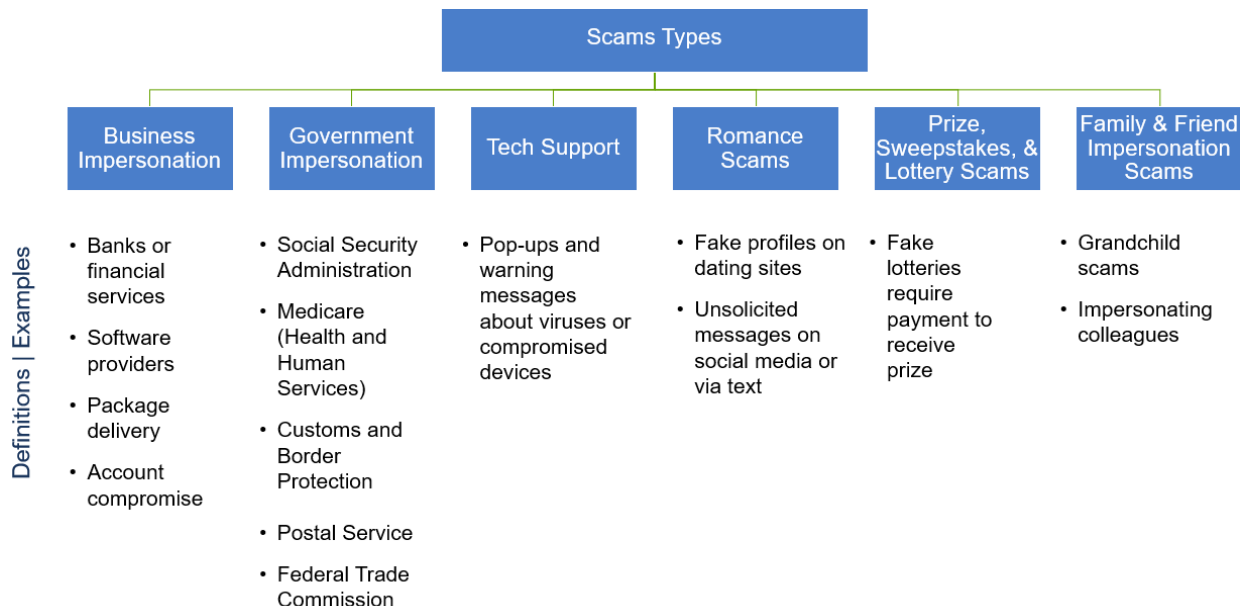 Scams Types
Business
Impersonation
Government
Impersonation
Tech Support
Romance
Scams
Prize,
Sweepstakes, &
Lottery Scams
Family & Friend
Impersonation
Scams
Definitions | Examples
• Banks or
financial
services
• Software
providers
• Package
delivery
• Account
compromise
• Social Security
Administration
• Medicare
(Health and
Human
Services)
• Customs and
Border
Protection
• Postal Service
• Federal Trade
Commission
• Pop-ups and
warning
messages
about viruses or
compromised
devices
• Fake profiles on
dating sites
• Unsolicited
messages on
social media or
via text
• Fake
lotteries
require
payment to
receive
prize
• Grandchild
scams
• Impersonating
colleagues